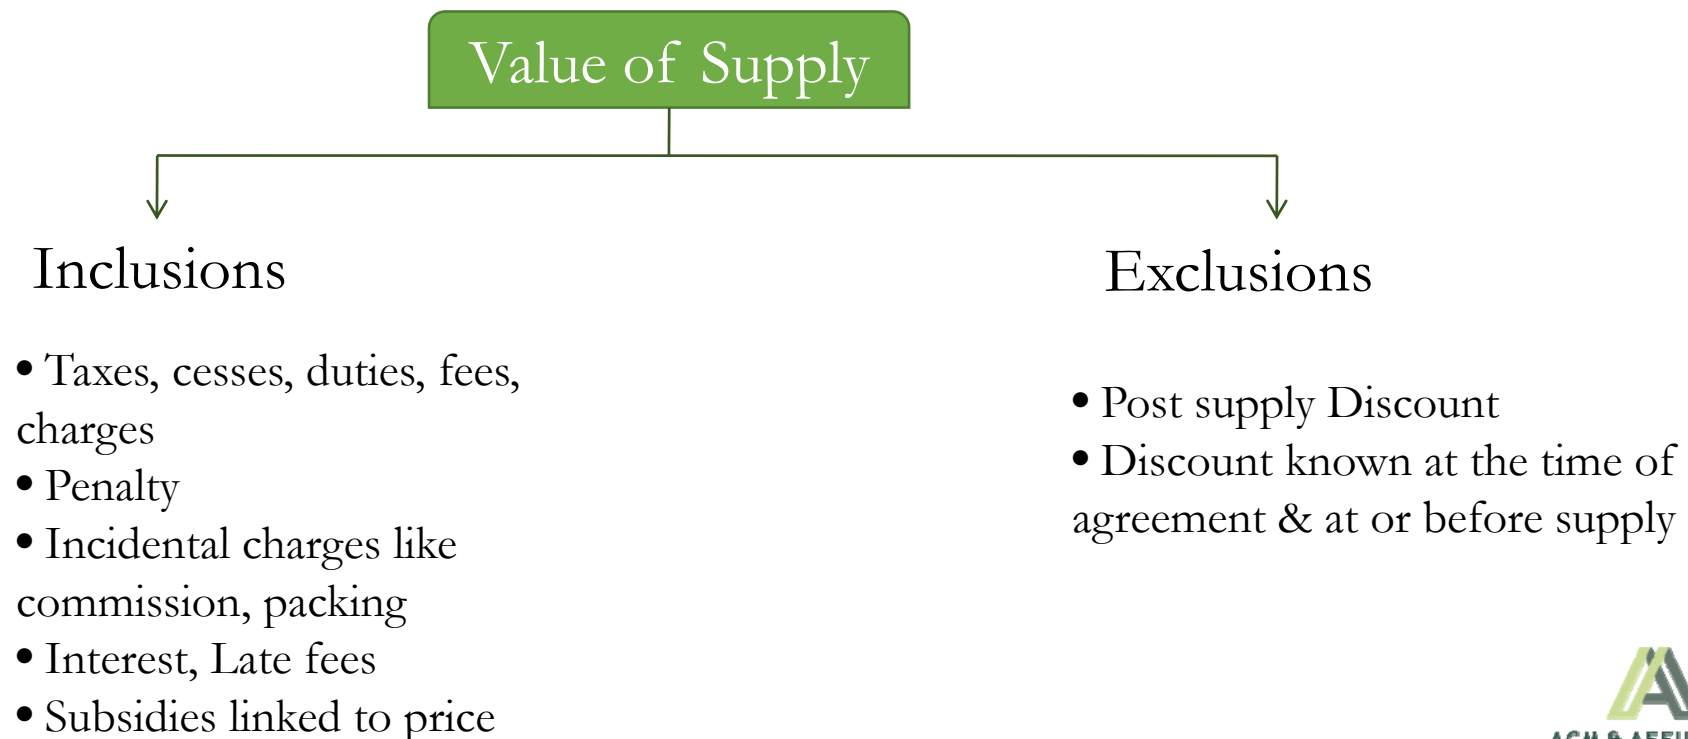 Value of Supply
Inclusions
• Taxes, cesses, duties, fees,
charges
• Penalty
• Incidental charges like
commission, packing
• Interest, Late fees
• Subsidies linked to price
Exclusions
• Post supply Discount
• Discount known at the time of
agreement & at or before supply